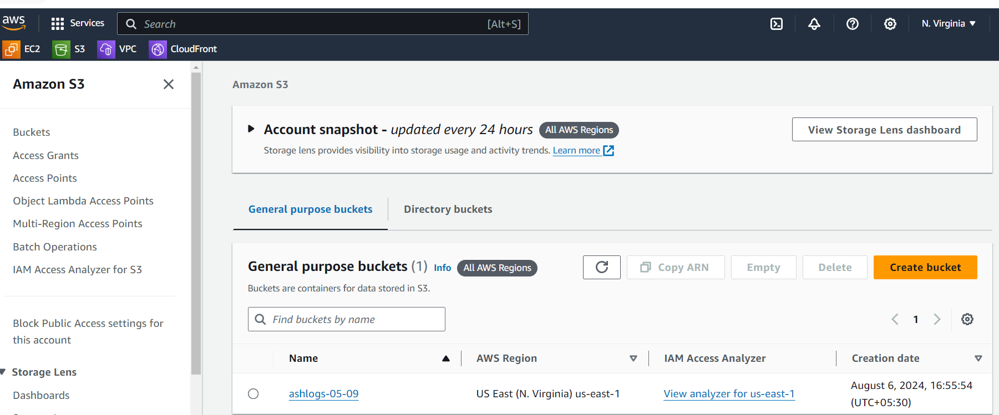 aws
Services
Search [Alt+S]
N. Virginia
EC2 S3 VPC CloudFront
Amazon S3
Buckets
Access Grants
Access Points
Object Lambda Access Points
Multi-Region Access Points
Batch Operations
IAM Access Analyzer for S3
Block Public Access settings for
this account
Storage Lens
Dashboards
Amazon S3
Account snapshot - updated every 24 hours All AWS Regions
Storage lens provides visibility into storage usage and activity trends. Learn more
View Storage Lens dashboard
General purpose buckets Directory buckets
General purpose buckets (1) Info All AWS Regions
Buckets are containers for data stored in S3.
Copy ARN Empty Delete Create bucket
Find buckets by name
1
Name AWS Region IAM Access Analyzer Creation date
ashlogs-05-09 US East (N. Virginia) us-east-1 View analyzer for us-east-1 August 6, 2024, 16:55:54
(UTC+05:30)